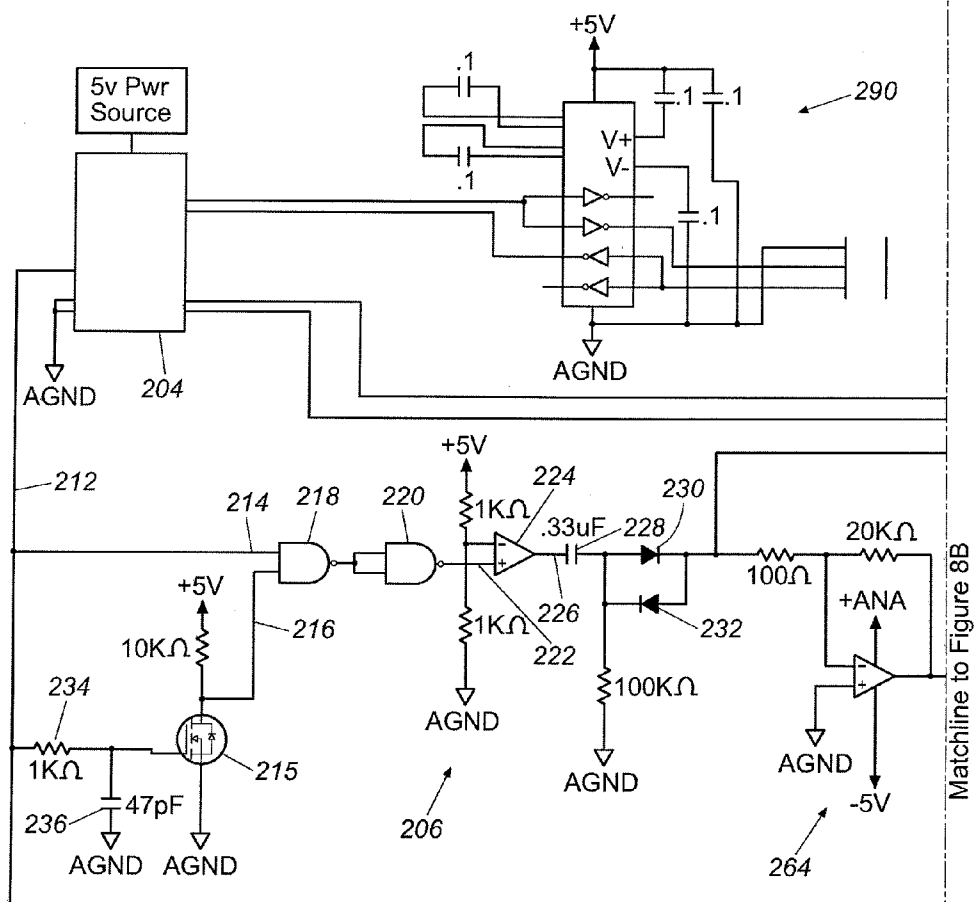 +5V
5v Pwr
Source
.1
.1
.1
290
V+
V-
.1
.1
AGND
AGND
204
+5V
212
214
218
220
1KΩ
224
.33uF
228
230
20KΩ
100Ω
+ANA
+5V
216
1KΩ
222
226
232
10KΩ
100KΩ
234
AGND
1KΩ
215
AGND
AGND
-5V
236
47pF
206
AGND
AGND
264
Matchline to Figure 8B